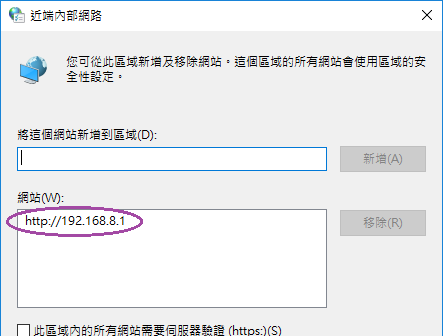 近端內部網路
您可從此區域新增及移除網站。這個區域的所有網站會使用區域的安
全性設定。
將這個網站新增到區域(D):
新增(A)
網站(W):
http://192.168.8.1
移除(R)
此區域內的所有網站需要伺服器驗證 (https:)(S)